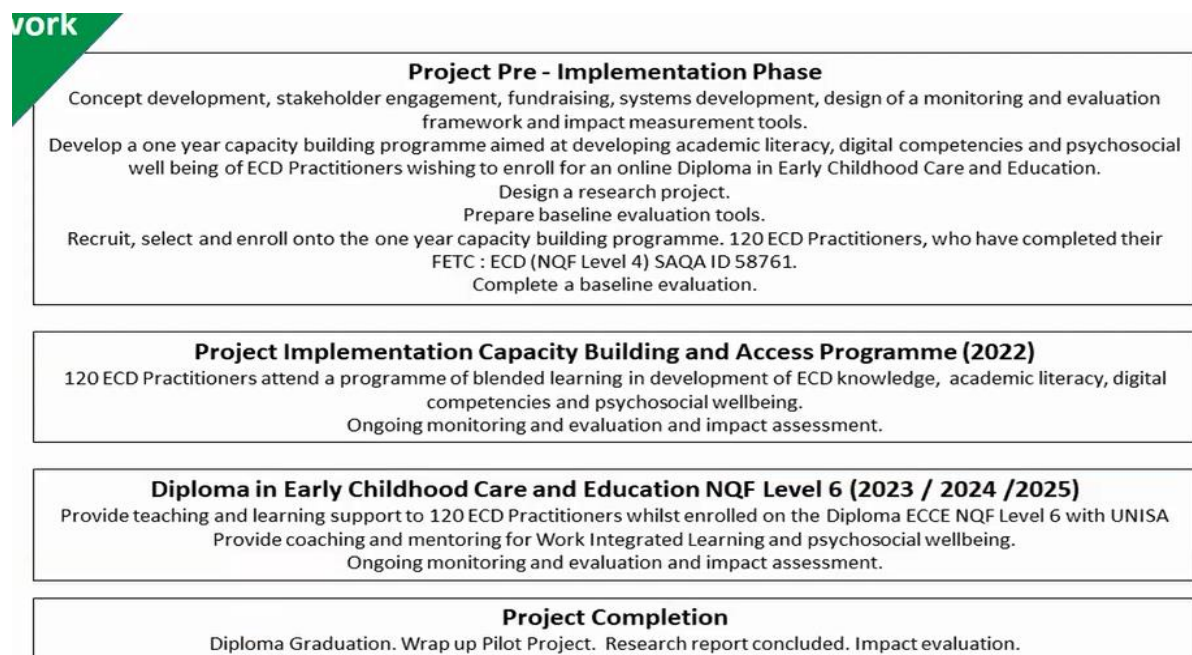 work
Project Pre - Implementation Phase
Concept development, stakeholder engagement, fundraising, systems development, design of a monitoring and evaluation
framework and impact measurement tools.
Develop a one year capacity building programme aimed at developing academic literacy, digital competencies and psychosocial
well being of ECD Practitioners wishing to enroll for an online Diploma in Early Childhood Care and Education.
Design a research project.
Prepare baseline evaluation tools.
Recruit, select and enroll onto the one year capacity building programme. 120 ECD Practitioners, who have completed their
FETC : ECD (NQF Level 4) SAQA ID 58761.
Complete a baseline evaluation.
Project Implementation Capacity Building and Access Programme (2022)
120 ECD Practitioners attend a programme of blended learning in development of ECD knowledge, academic literacy, digital
competencies and psychosocial wellbeing.
Ongoing monitoring and evaluation and impact assessment.
Diploma in Early Childhood Care and Education NQF Level 6 (2023 / 2024 /2025)
Provide teaching and learning support to 120 ECD Practitioners whilst enrolled on the Diploma ECCE NQF Level 6 with UNISA
Provide coaching and mentoring for Work Integrated Learning and psychosocial wellbeing.
Ongoing monitoring and evaluation and impact assessment.
Project Completion
Diploma Graduation. Wrap up Pilot Project. Research report concluded. Impact evaluation.